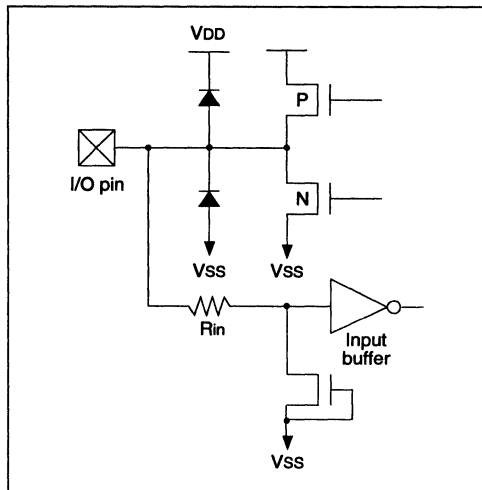 VDD
P
I/O pin
N
VSS
VSS
Rin
Input
buffer
VSS